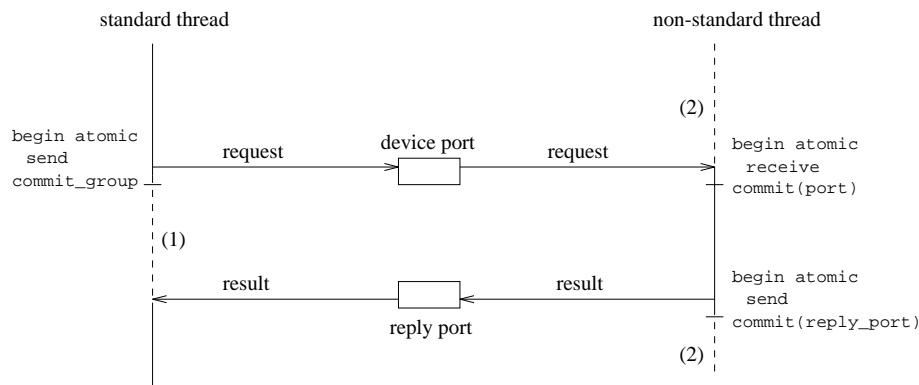 standard thread
non-standard thread
(2)
begin atomic
send
commit_group
request
device port
request
begin atomic
receive
commit(port)
(1)
result
reply port
result
begin atomic
send
commit(reply_port)
(2)